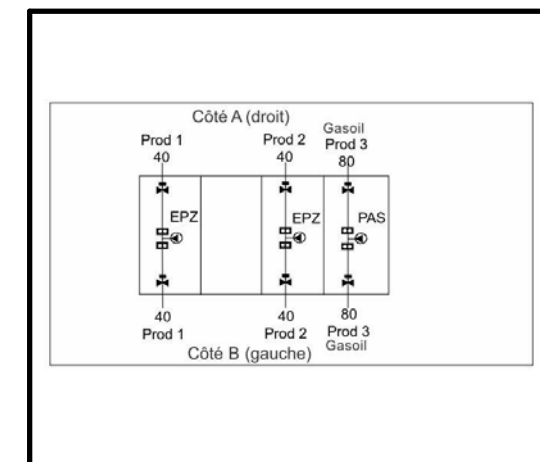 Côté A (droit)
Prod 1 Prod 2 Gasoil Prod 3
40 40 80
EPZ EPZ PAS
40 40 80
Prod 1 Prod 2 Prod 3
Côté B (gauche) Gasoil